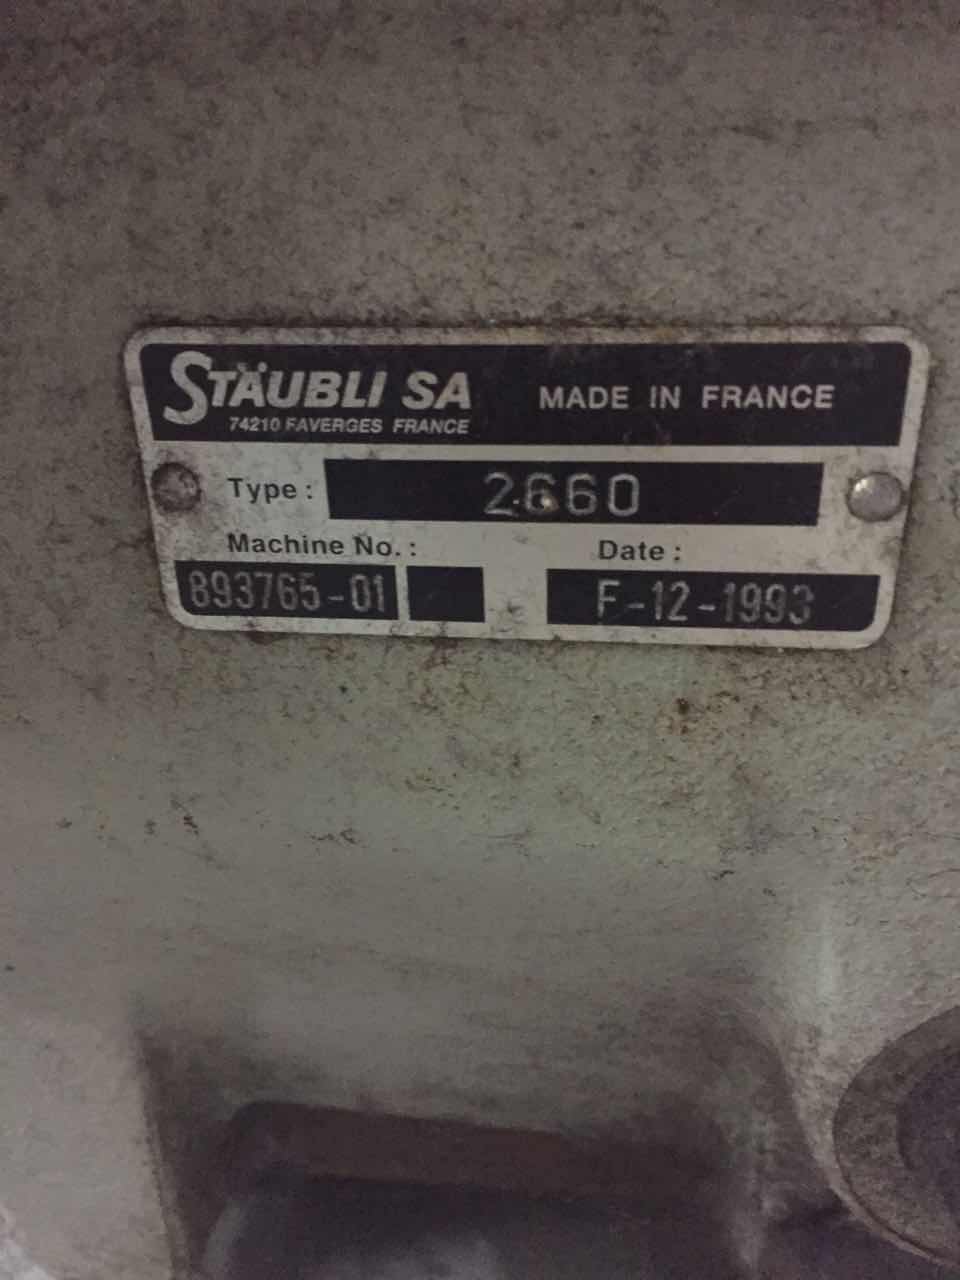 STÄUBLI SA MADE IN FRANCE
74210 FAVERGES FRANCE
Type : 2660
Machine No. : Date :
893765-01 F-12-1993